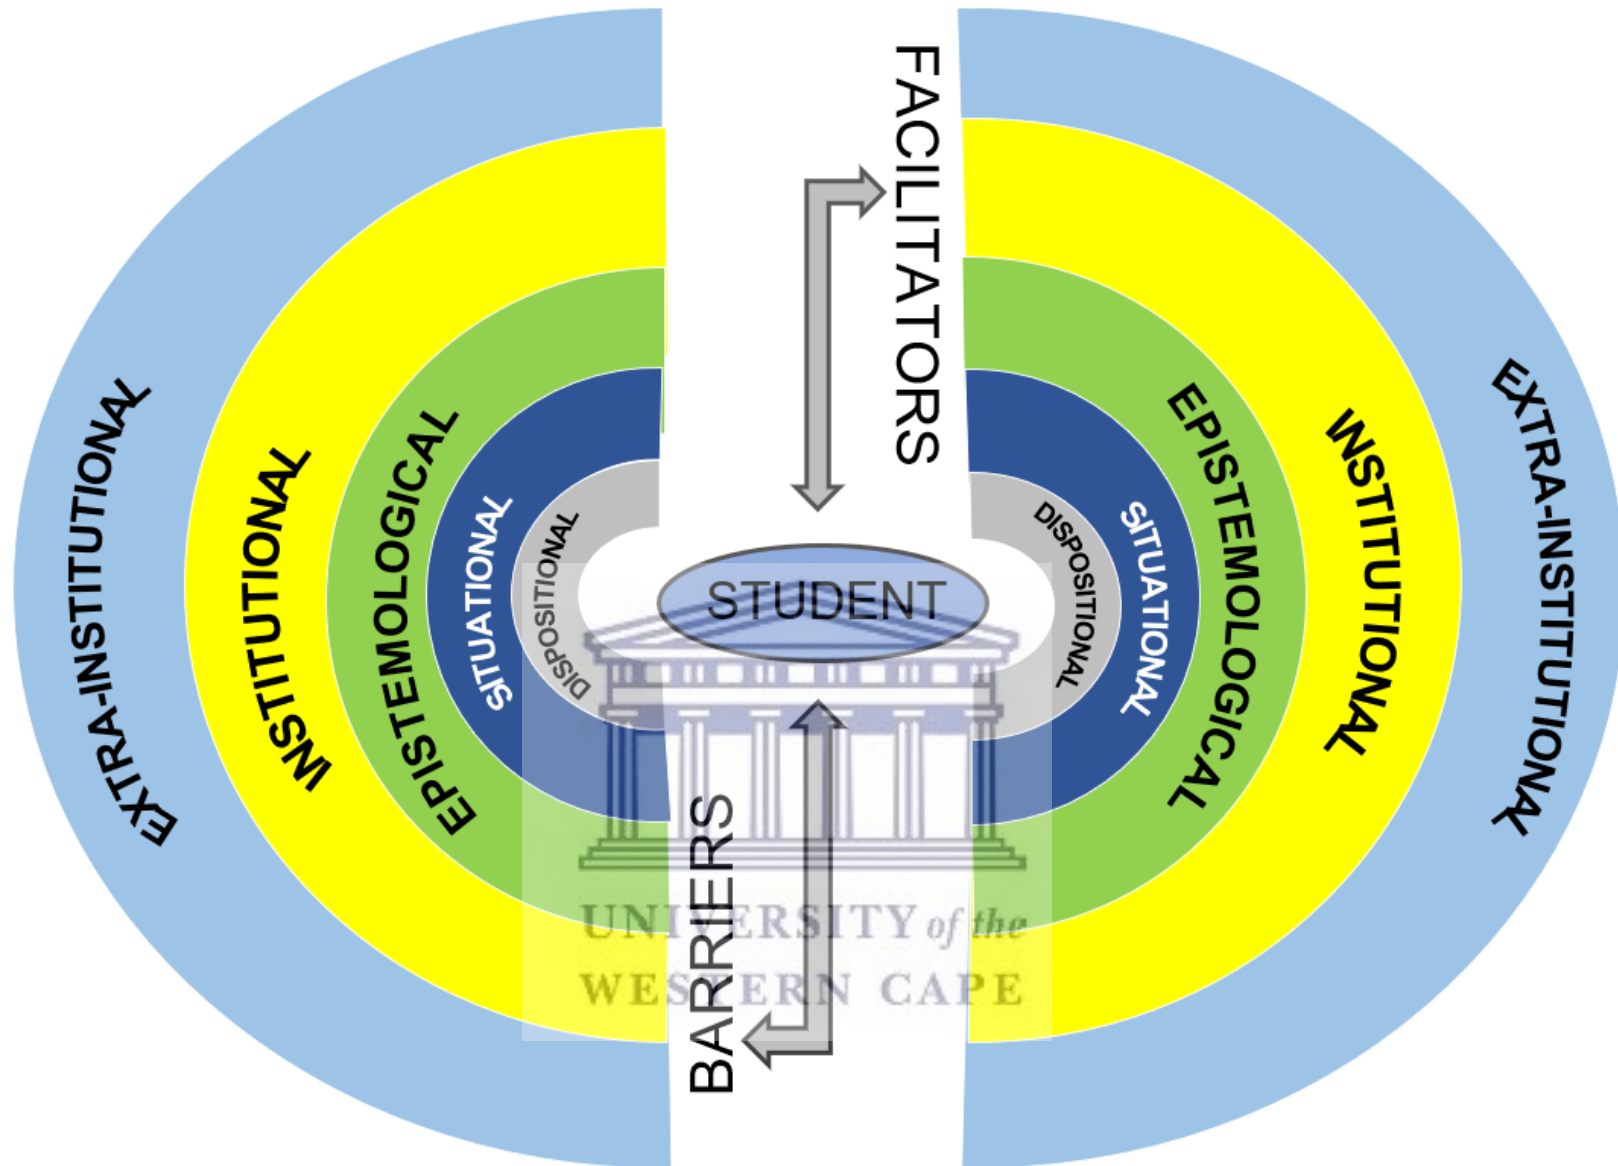 FACILITATORS
EXTRA-INSTITUTIONAL
INSTITUTIONAL
EPISTEMOLOGICAL
SITUATIONAL
DISPOSITIONAL
STUDENT
DISPOSITIONAL
SITUATIONAL
EPISTEMOLOGICAL
INSTITUTIONAL
EXTRA-INSTITUTIONAL
BARRIERS
UNIVERSITY of the
WESTERN CAPE